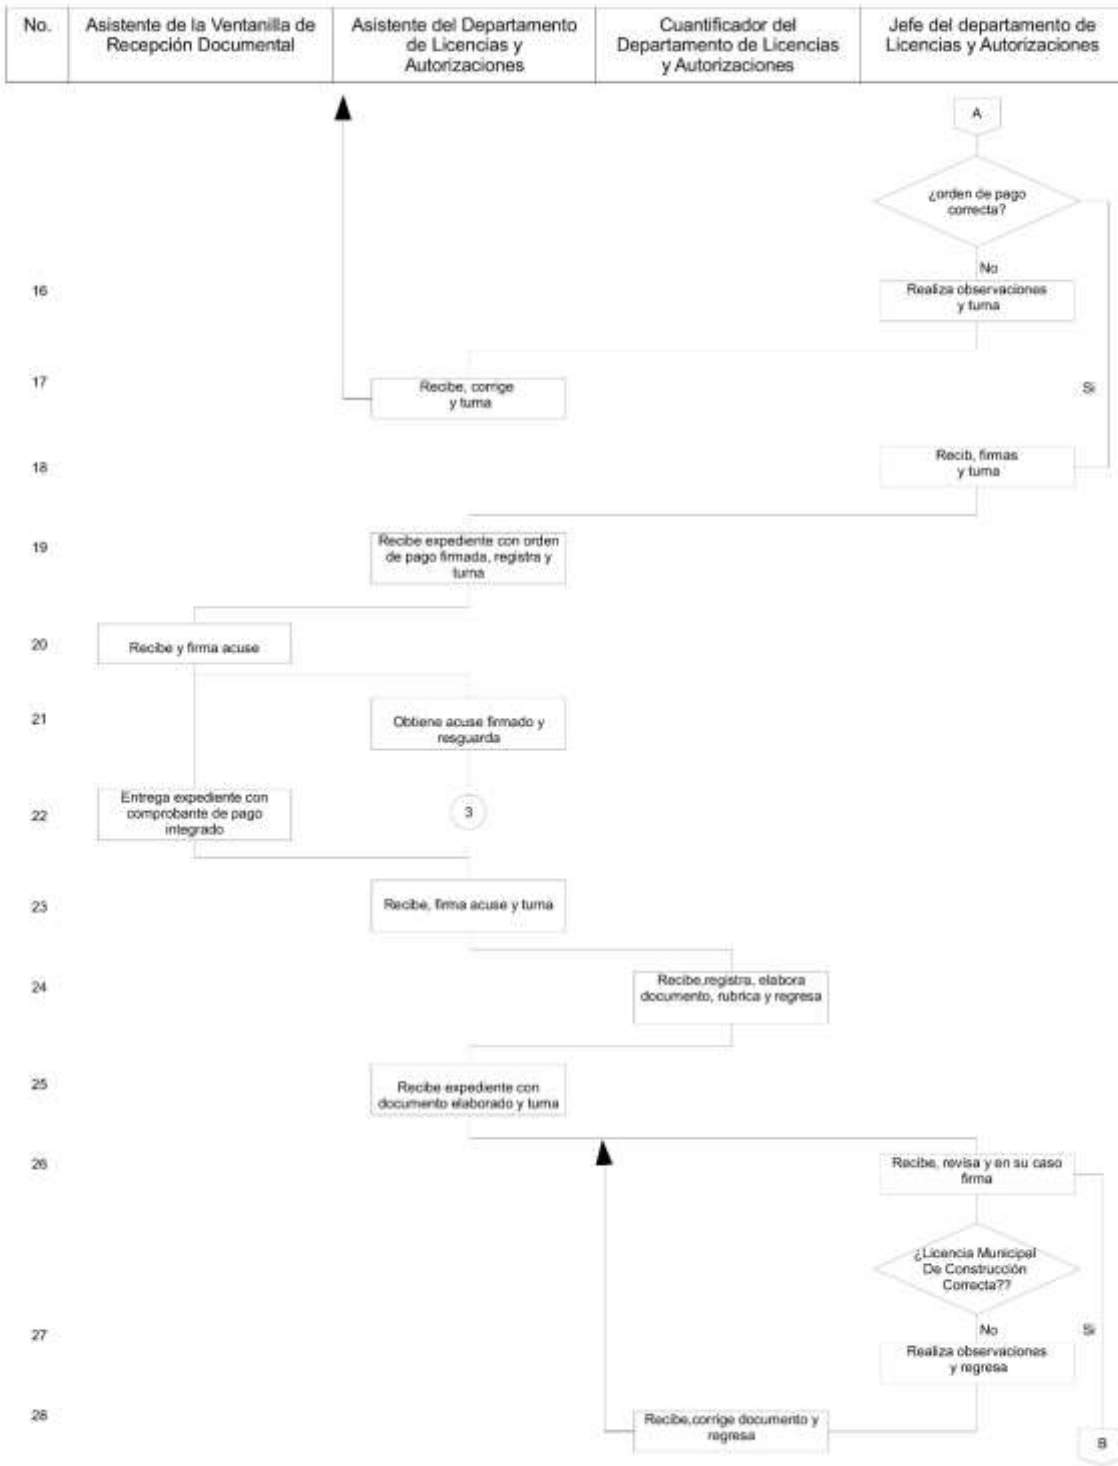 No.
Asistente de la Ventanilla de
Recepción Documental
Asistente del Departamento
de Licencias y
Autorizaciones
Cuantificador del
Departamento de Licencias
y Autorizaciones
Jefe del departamento de
Licencias y Autorizaciones
A
¿orden de pago
correcta?
No
16
Realiza observaciones
y turna
17
Recibe, corrige
y turna
Si
18
Recib, firmas
y turna
19
Recibe expediente con orden
de pago firmada, registra y
turna
20
Recibe y firma acuse
21
Obtiene acuse firmado y
resguarda
22
Entrega expediente con
comprobante de pago
integrado
3
23
Recibe, firma acuse y turna
24
Recibe,registra, elabora
documento, rubrica y regresa
25
Recibe expediente con
documento elaborado y turna
26
Recibe, revisa y en su caso
firma
¿Licencia Municipal
De Construcción
Correcta??
No
Si
27
Realiza observaciones
y regresa
28
Recibe,corrige documento y
regresa
B